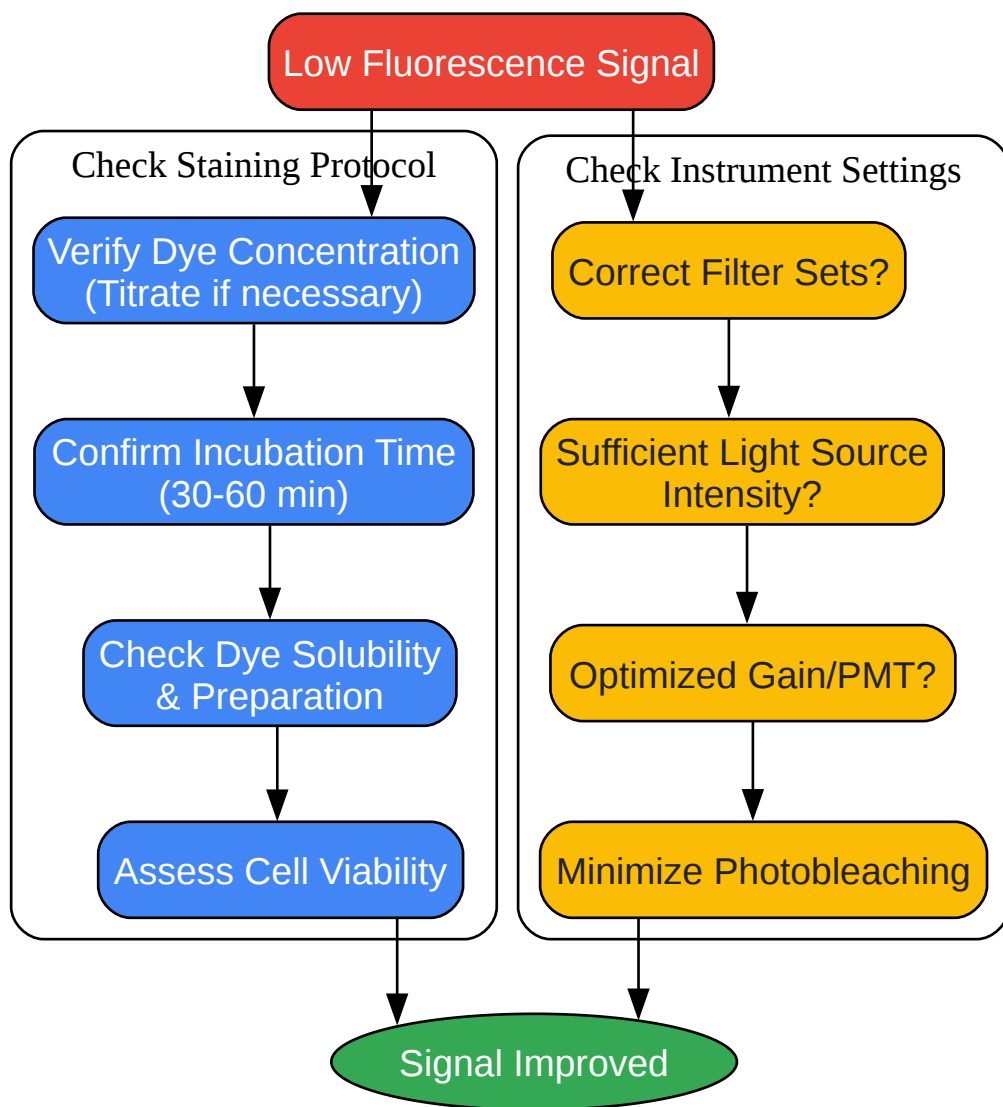 Low Fluorescence Signal
Check Staining Protocol
Verify Dye Concentration
(Titrate if necessary)
Confirm Incubation Time
(30-60 min)
Check Dye Solubility
& Preparation
Assess Cell Viability
Check Instrument Settings
Correct Filter Sets?
Sufficient Light Source
Intensity?
Optimized Gain/PMT?
Minimize Photobleaching
Signal Improved